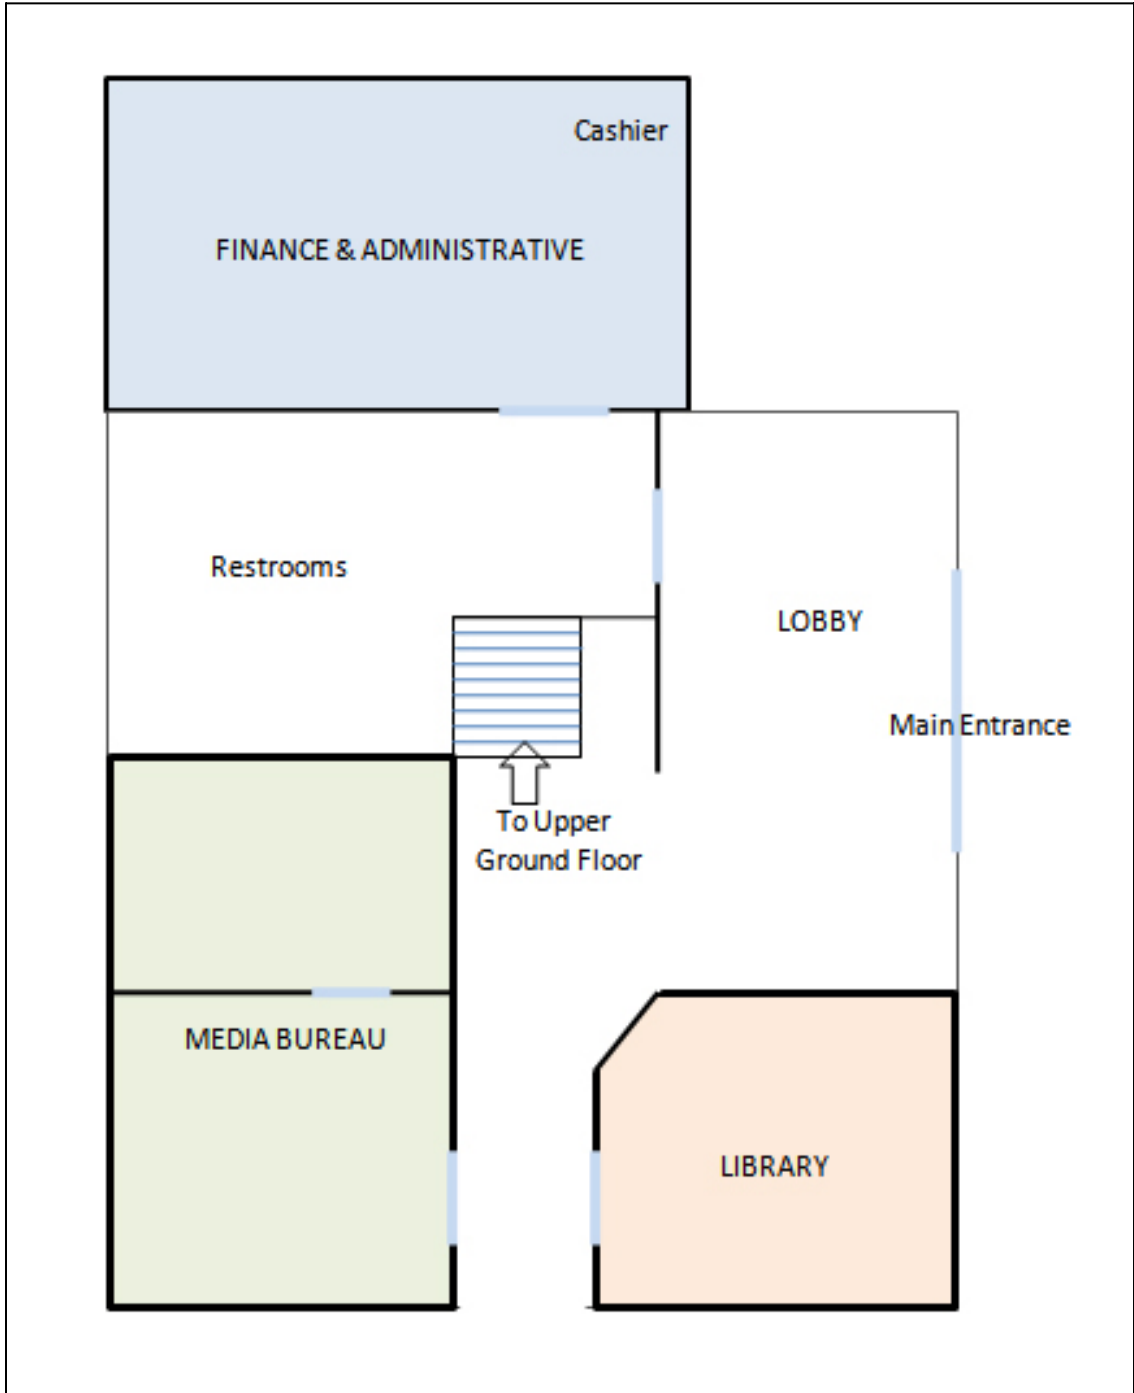 Cashier
FINANCE & ADMINISTRATIVE
Restrooms
LOBBY
Main Entrance
To Upper
Ground Floor
MEDIA BUREAU
LIBRARY